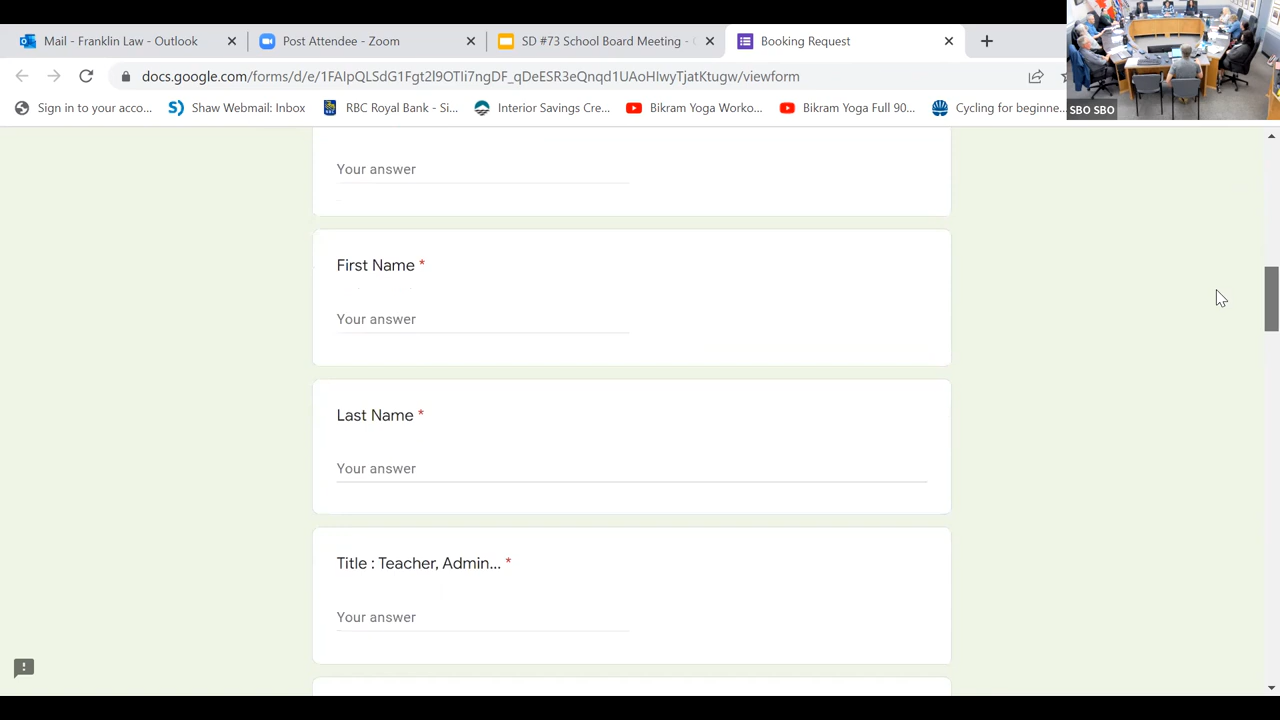 Mail - Franklin Law - Outlook
Post Attendee - Zoom
SD #73 School Board Meeting -
Booking Request
docs.google.com/forms/d/e/1FAIpQLSdG1Fgt2l9OTIi7ngDF_qDeESR3eQnqd1UAoHIwyTjatKtugw/viewform
Sign in to your acco...
Shaw Webmail: Inbox
RBC Royal Bank - Si...
Interior Savings Cre...
Bikram Yoga Worko...
Bikram Yoga Full 90...
Cycling for beginne...
SBO SBO
Your answer
First Name *
Your answer
Last Name *
Your answer
Title : Teacher, Admin... *
Your answer